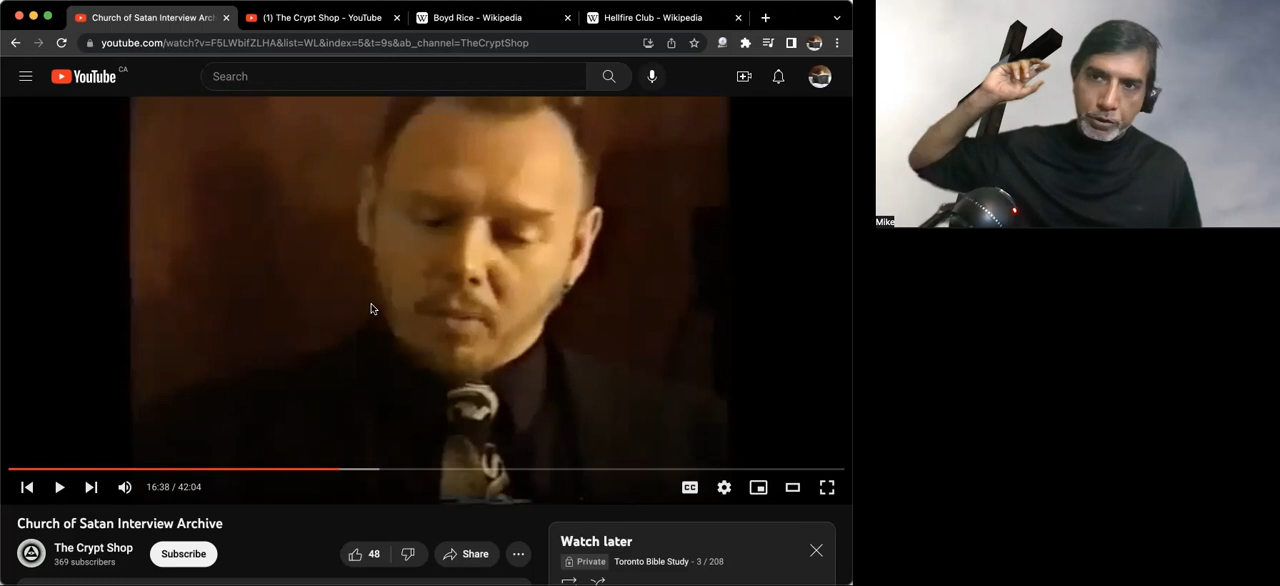 Church of Satan Interview Arc
(1) The Crypt Shop - YouTube
Boyd Rice - Wikipedia
Hellfire Club - Wikipedia
youtube.com/watch?v=F5LWbifZLHA&list=WL&index=5&t=9s&ab_channel=TheCryptShop
YouTube CA
Search
16:38 / 42:04
CC
Church of Satan Interview Archive
The Crypt Shop
369 subscribers
Subscribe
48
Share
Watch later
Private
Toronto Bible Study - 3 / 208
Mike